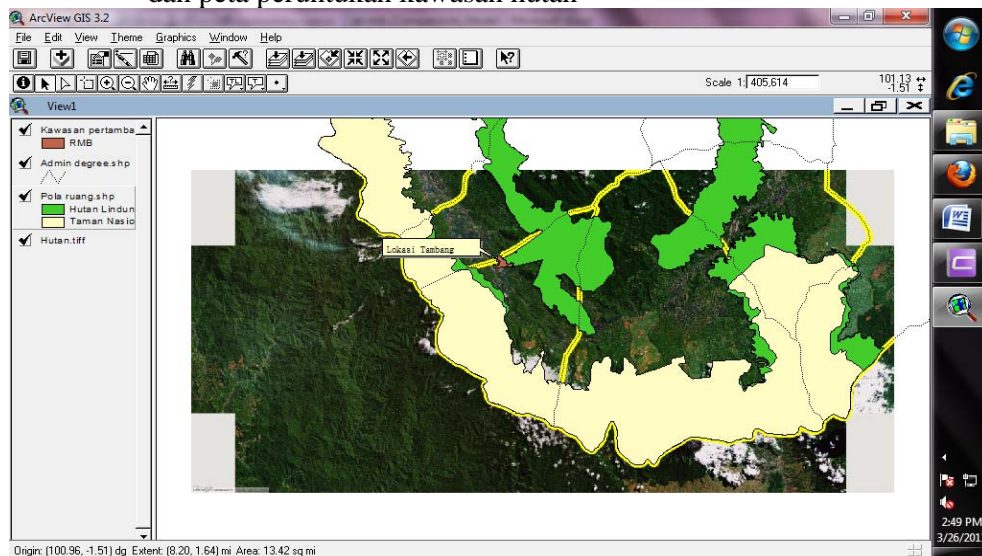 dan peta peruntukan kawasan hutan
ArcView GIS 3.2
File Edit View Theme Graphics Window Help
Scale 1: 405,614
101.13
-1.51
View1
Kawasan pertamba
RMB
Admin degree.shp
Pola ruang.shp
Hutan Lindun
Taman Nasio
Hutan.tiff
Lokasi Tambang
2:49 PM
3/26/201
Origin: (100.96, -1.51) dg Extent: (8.20, 1.64) mi Area: 13.42 sq mi